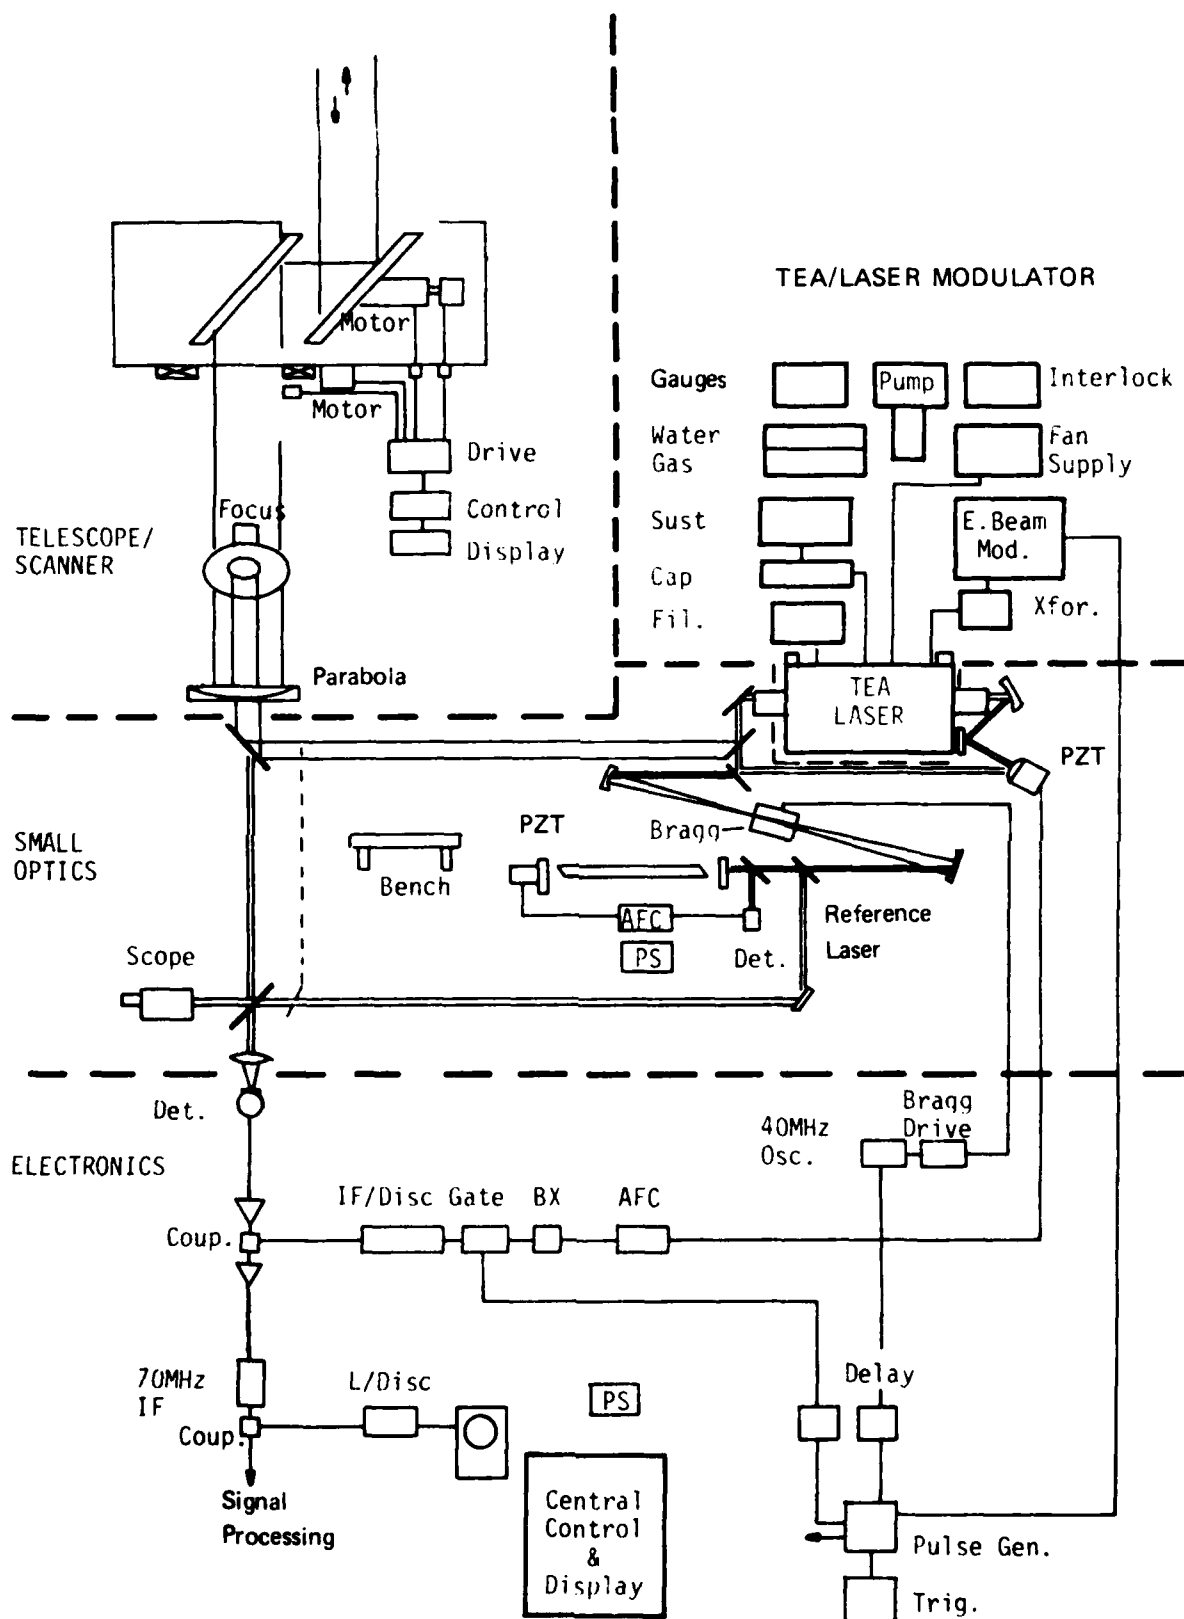 TEA/LASER MODULATOR
Motor
Motor
Drive
Control
Display
Focus
TELESCOPE/
SCANNER
Parabola
Gauges
Pump
Interlock
Water
Gas
Fan
Supply
Sust
E.Beam
Mod.
Cap
Xfor.
Fil.
TEA
LASER
PZT
SMALL
OPTICS
PZT
Bragg
Bench
AFC
PS
Det.
Reference
Laser
Scope
Det.
ELECTRONICS
40MHz
Osc.
Bragg
Drive
IF/Disc
Gate
BX
AFC
Coup.
70MHz
IF
L/Disc
PS
Delay
Coup.
Signal
Processing
Central
Control
&
Display
Pulse Gen.
Trig.